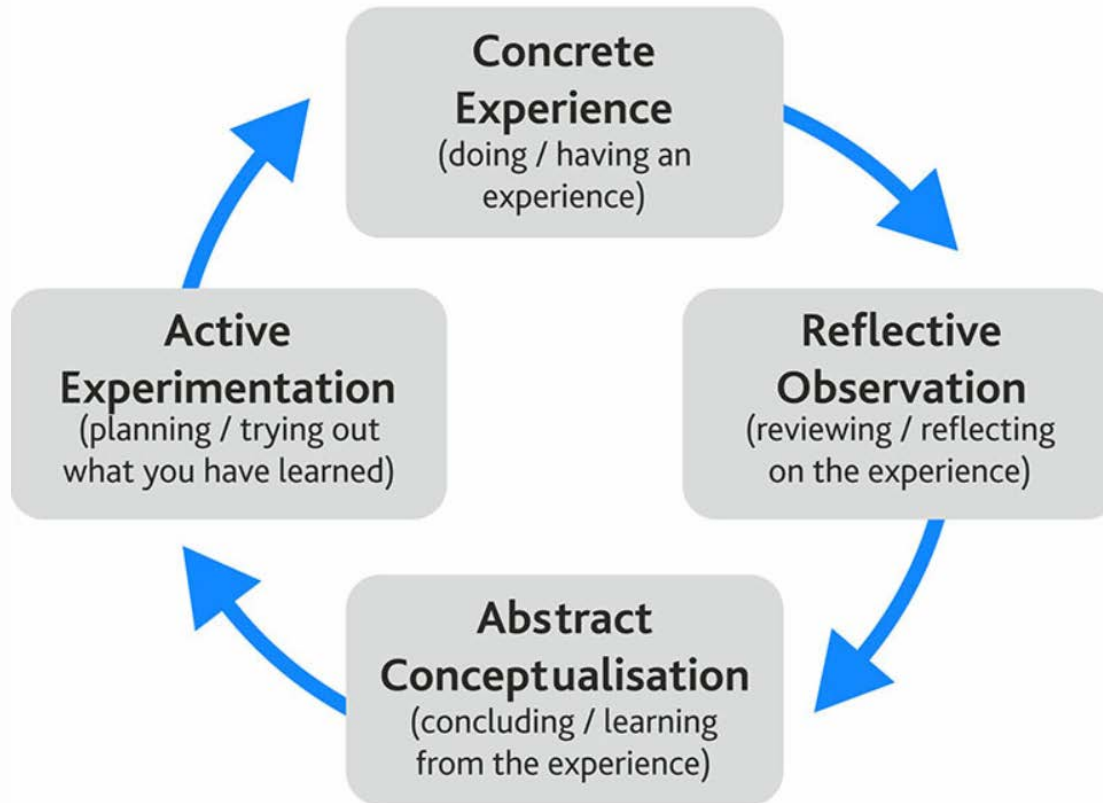 Concrete
Experience
(doing / having an
experience)
Reflective
Observation
(reviewing / reflecting
on the experience)
Abstract
Conceptualisation
(concluding / learning
from the experience)
Active
Experimentation
(planning / trying out
what you have learned)